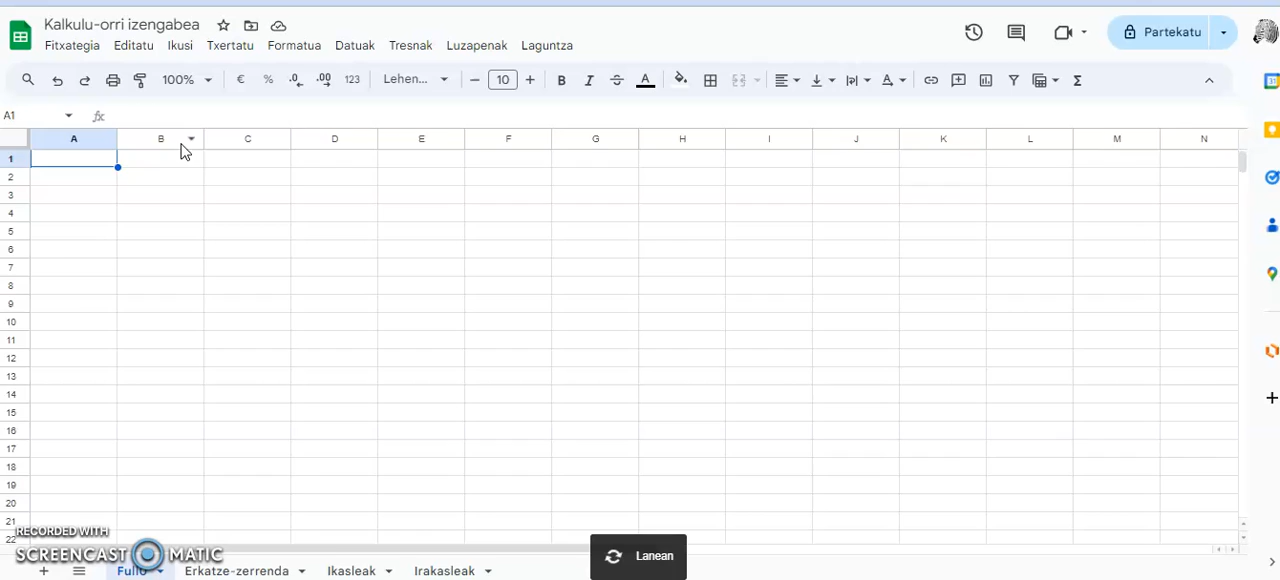 Kalkulu-orri izengabea
Fitxategia Editatu Ikusi Txertatu Formatua Datuak Tresnak Luzapenak Laguntza
Partekatu
100% € % .0 .00 123 Lehen... 10 B I A
A1 fx
A B C D E F G H I J K L M N
1
2
3
4
5
6
7
8
9
10
11
12
13
14
15
16
17
18
19
20
21
22
RECORDED WITH
SCREENCAST MATIC
Lanean
Erkatze-zerrenda Ikasleak Irakasleak